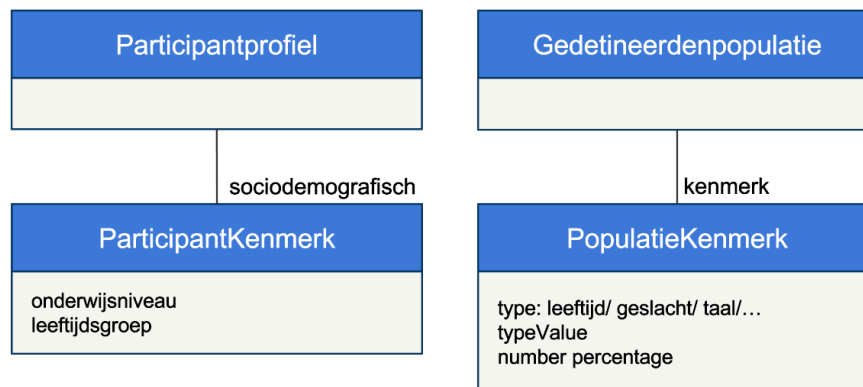 Participantprofiel
sociodemografisch
ParticipantKenmerk
onderwijsniveau
leeftijdsgroep
Gedetineerdenpopulatie
kenmerk
PopulatieKenmerk
type: leeftijd/ geslacht/ taal/…
typeValue
number percentage